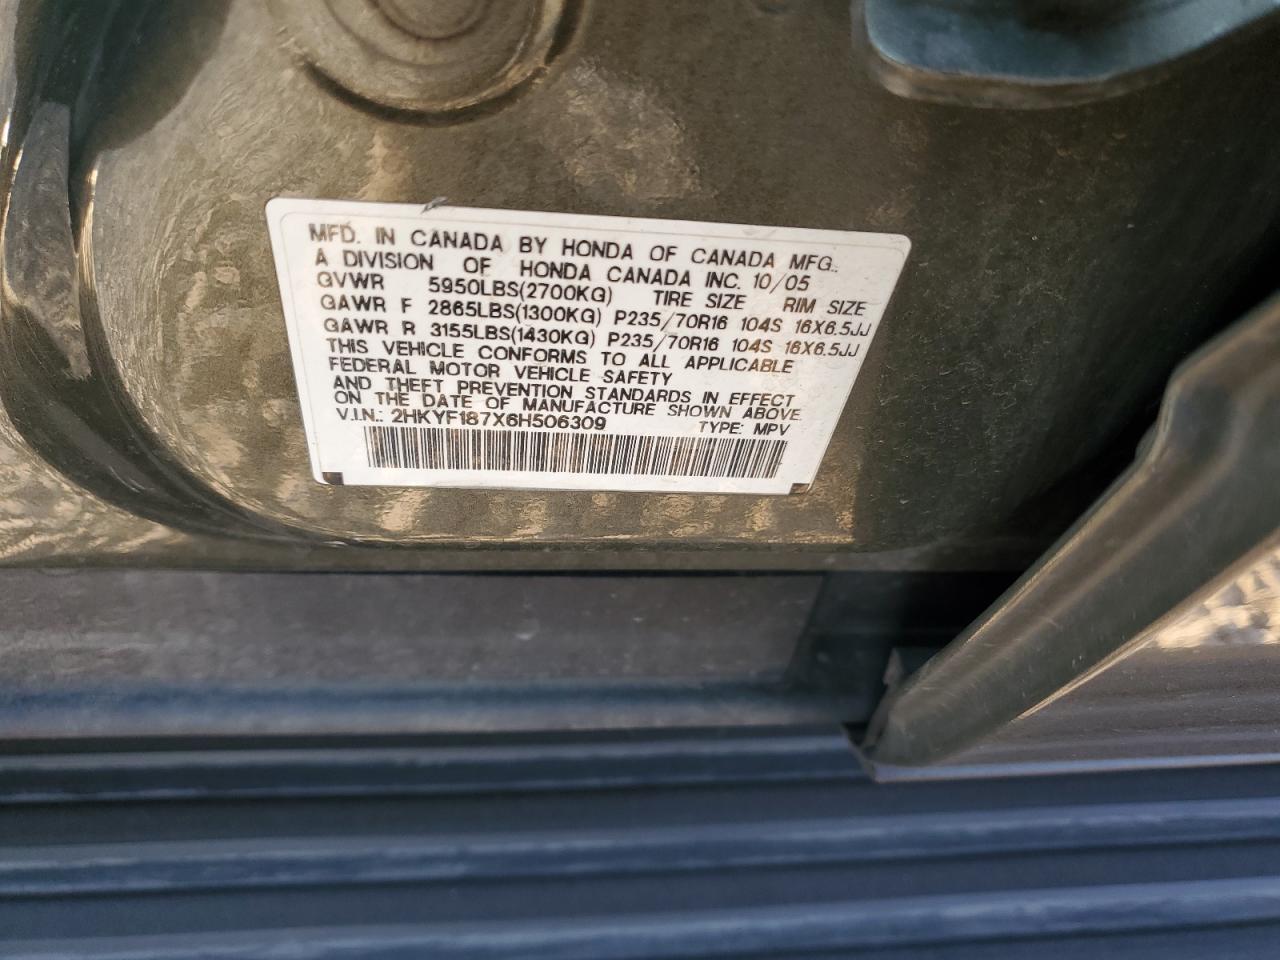 MFD. IN CANADA BY HONDA OF CANADA MFG.,
A DIVISION OF HONDA CANADA INC. 10/05
GVWR 5950LBS(2700KG) TIRE SIZE RIM SIZE
GAWR F 2865LBS(1300KG) P235/70R16 104S 16X6.5JJ
GAWR R 3155LBS(1430KG) P235/70R16 104S 16X6.5JJ
THIS VEHICLE CONFORMS TO ALL APPLICABLE
FEDERAL MOTOR VEHICLE SAFETY
AND THEFT PREVENTION STANDARDS IN EFFECT
ON THE DATE OF MANUFACTURE SHOWN ABOVE.
V.I.N.: 2HKYF187X6H506309 TYPE: MPV